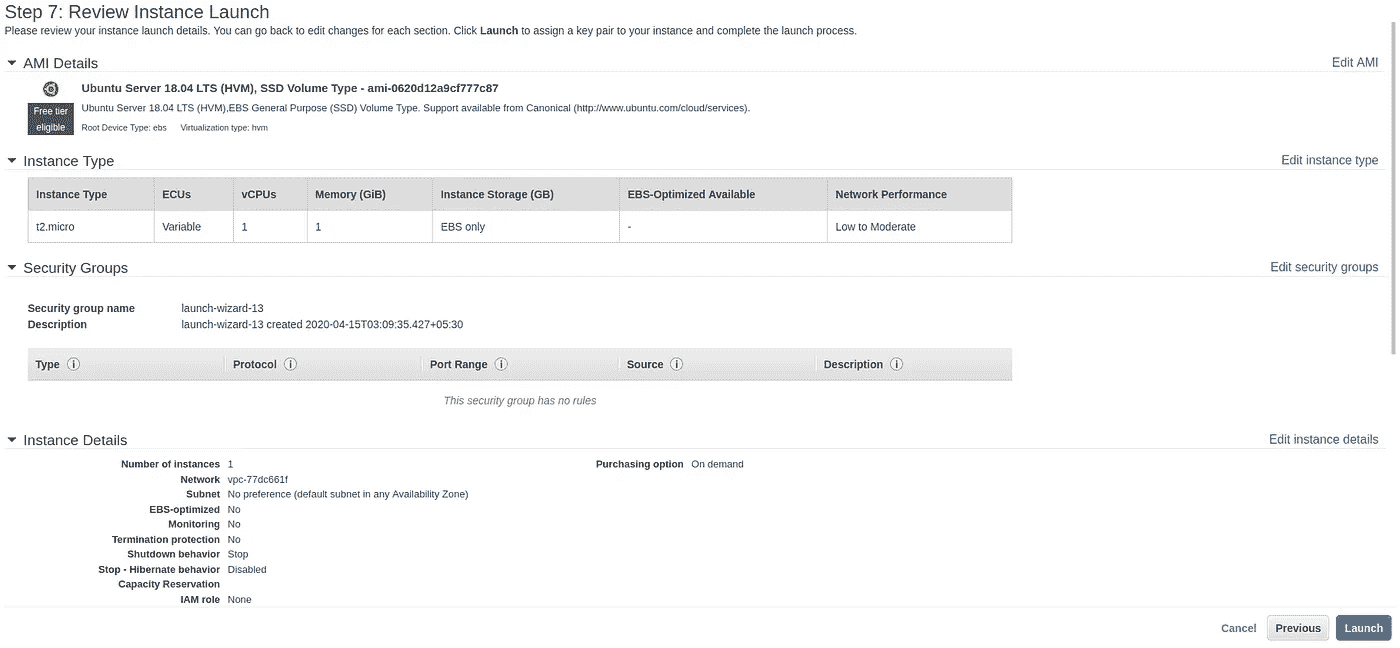 Step 7: Review Instance Launch
Please review your instance launch details. You can go back to edit changes for each section. Click Launch to assign a key pair to your instance and complete the launch process.
AMI Details
Edit AMI
Ubuntu Server 18.04 LTS (HVM), SSD Volume Type - ami-0620d12a9cf777c87
Free tier eligible
Ubuntu Server 18.04 LTS (HVM),EBS General Purpose (SSD) Volume Type. Support available from Canonical (http://www.ubuntu.com/cloud/services).
Root Device Type: ebs Virtualization type: hvm
Instance Type
Edit instance type
Instance Type ECUs vCPUs Memory (GiB) Instance Storage (GB) EBS-Optimized Available Network Performance
t2.micro Variable 1 1 EBS only - Low to Moderate
Security Groups
Edit security groups
Security group name launch-wizard-13
Description launch-wizard-13 created 2020-04-15T03:09:35.427+05:30
Type i Protocol i Port Range i Source i Description i
This security group has no rules
Instance Details
Edit instance details
Number of instances 1 Purchasing option On demand
Network vpc-77dc661f
Subnet No preference (default subnet in any Availability Zone)
EBS-optimized No
Monitoring No
Termination protection No
Shutdown behavior Stop
Stop - Hibernate behavior Disabled
Capacity Reservation
IAM role None
Cancel Previous Launch